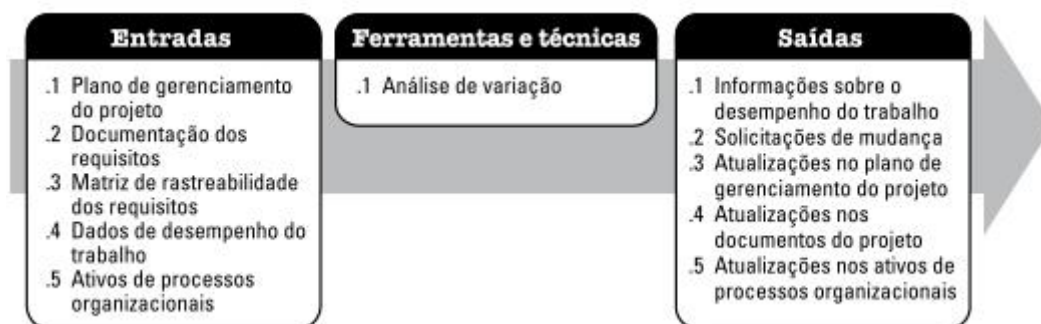 Entradas
.1 Plano de gerenciamento
do projeto
.2 Documentação dos
requisitos
.3 Matriz de rastreabilidade
dos requisitos
.4 Dados de desempenho do
trabalho
.5 Ativos de processos
organizacionais
Ferramentas e técnicas
.1 Análise de variação
Saídas
.1 Informações sobre o
desempenho do trabalho
.2 Solicitações de mudança
.3 Atualizações no plano de
gerenciamento do projeto
.4 Atualizações nos
documentos do projeto
.5 Atualizações nos ativos de
processos organizacionais